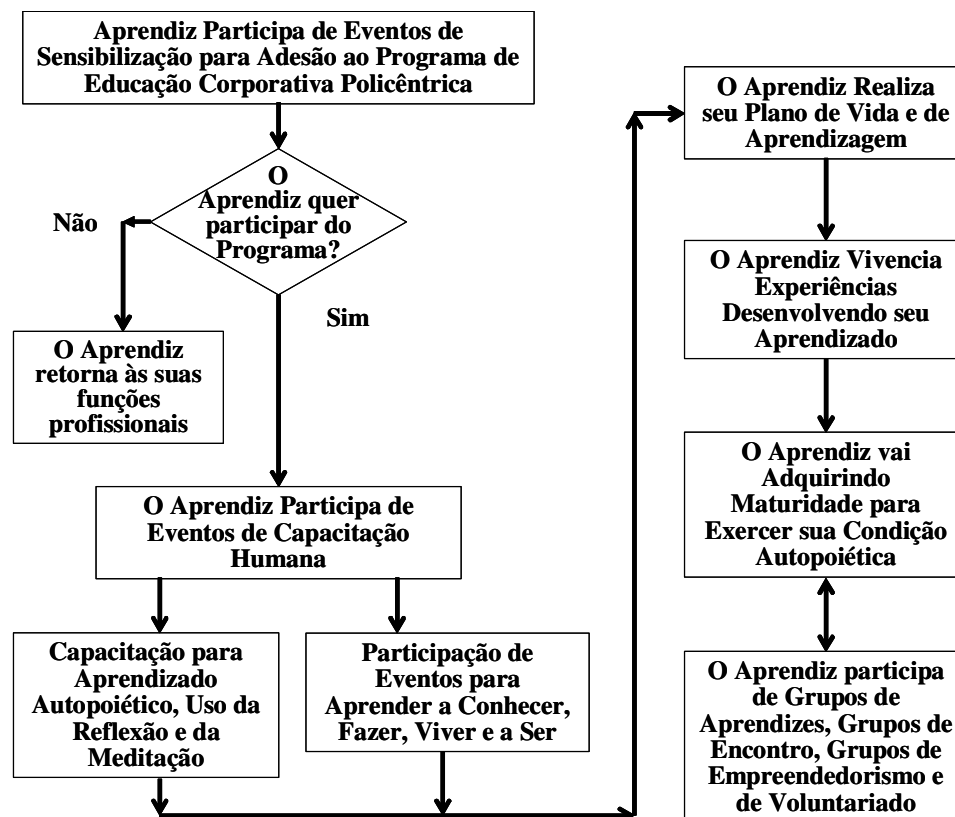 Aprendiz Participa de Eventos de
Sensibilização para Adesão ao Programa de
Educação Corporativa Policêntrica
O
Aprendiz quer
participar do
Programa?
Não
Sim
O Aprendiz
retorna às suas
funções
profissionais
O Aprendiz Participa de
Eventos de Capacitação
Humana
Capacitação para
Aprendizado
Autopoiético, Uso da
Reflexão e da
Meditação
Participação de
Eventos para
Aprender a Conhecer,
Fazer, Viver e a Ser
O Aprendiz Realiza
seu Plano de Vida e de
Aprendizagem
O Aprendiz Vivencia
Experiências
Desenvolvendo seu
Aprendizado
O Aprendiz vai
Adquirindo
Maturidade para
Exercer sua Condição
Autopoiética
O Aprendiz participa
de Grupos de
Aprendizes, Grupos de
Encontro, Grupos de
Empreendedorismo e
de Voluntariado